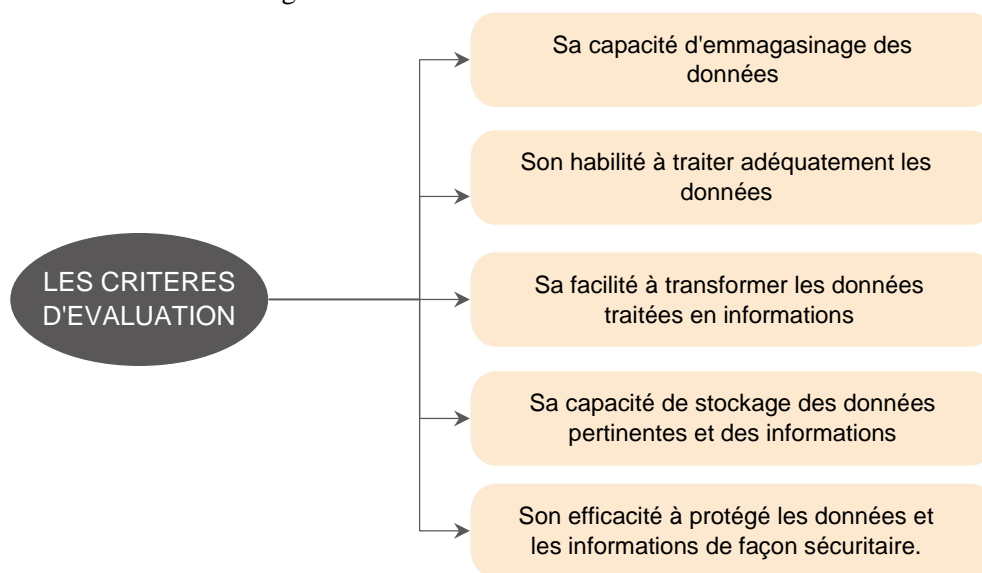 LES CRITERES
D'EVALUATION
Sa capacité d'emmagasinage des
données
Son habilité à traiter adéquatement les
données
Sa facilité à transformer les données
traitées en informations
Sa capacité de stockage des données
pertinentes et des informations
Son efficacité à protégé les données et
les informations de façon sécuritaire.